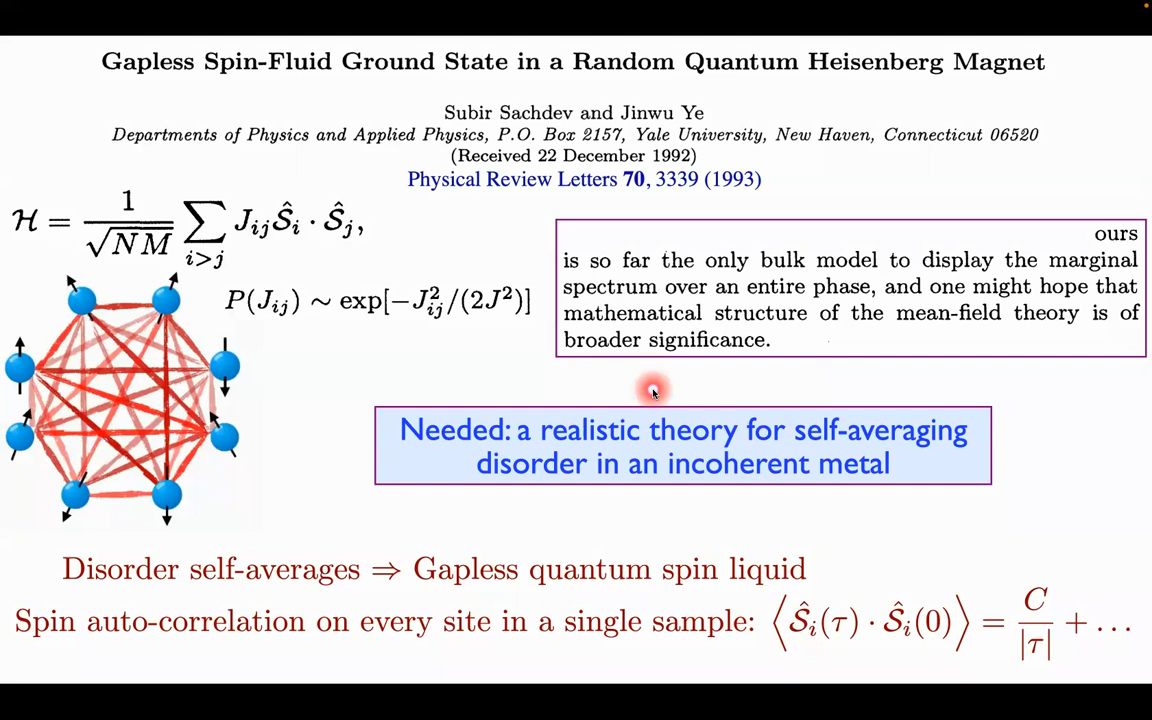 Gapless Spin-Fluid Ground State in a Random Quantum Heisenberg Magnet
Subir Sachdev and Jinwu Ye
Departments of Physics and Applied Physics, P.O. Box 2157, Yale University, New Haven, Connecticut 06520
(Received 22 December 1992)
Physical Review Letters 70, 3339 (1993)
ℋ = 1/√(NM) ∑_{i>j} J_{ij} 𝒮̂_i · 𝒮̂_j,
P(J_{ij}) ∼ exp[−J_{ij}^2/(2J^2)]
ours
is so far the only bulk model to display the marginal
spectrum over an entire phase, and one might hope that
mathematical structure of the mean-field theory is of
broader significance.
Needed: a realistic theory for self-averaging
disorder in an incoherent metal
Disorder self-averages ⇒ Gapless quantum spin liquid
Spin auto-correlation on every site in a single sample: ⟨𝒮̂_i(τ) · 𝒮̂_i(0)⟩ = C/|τ| + …